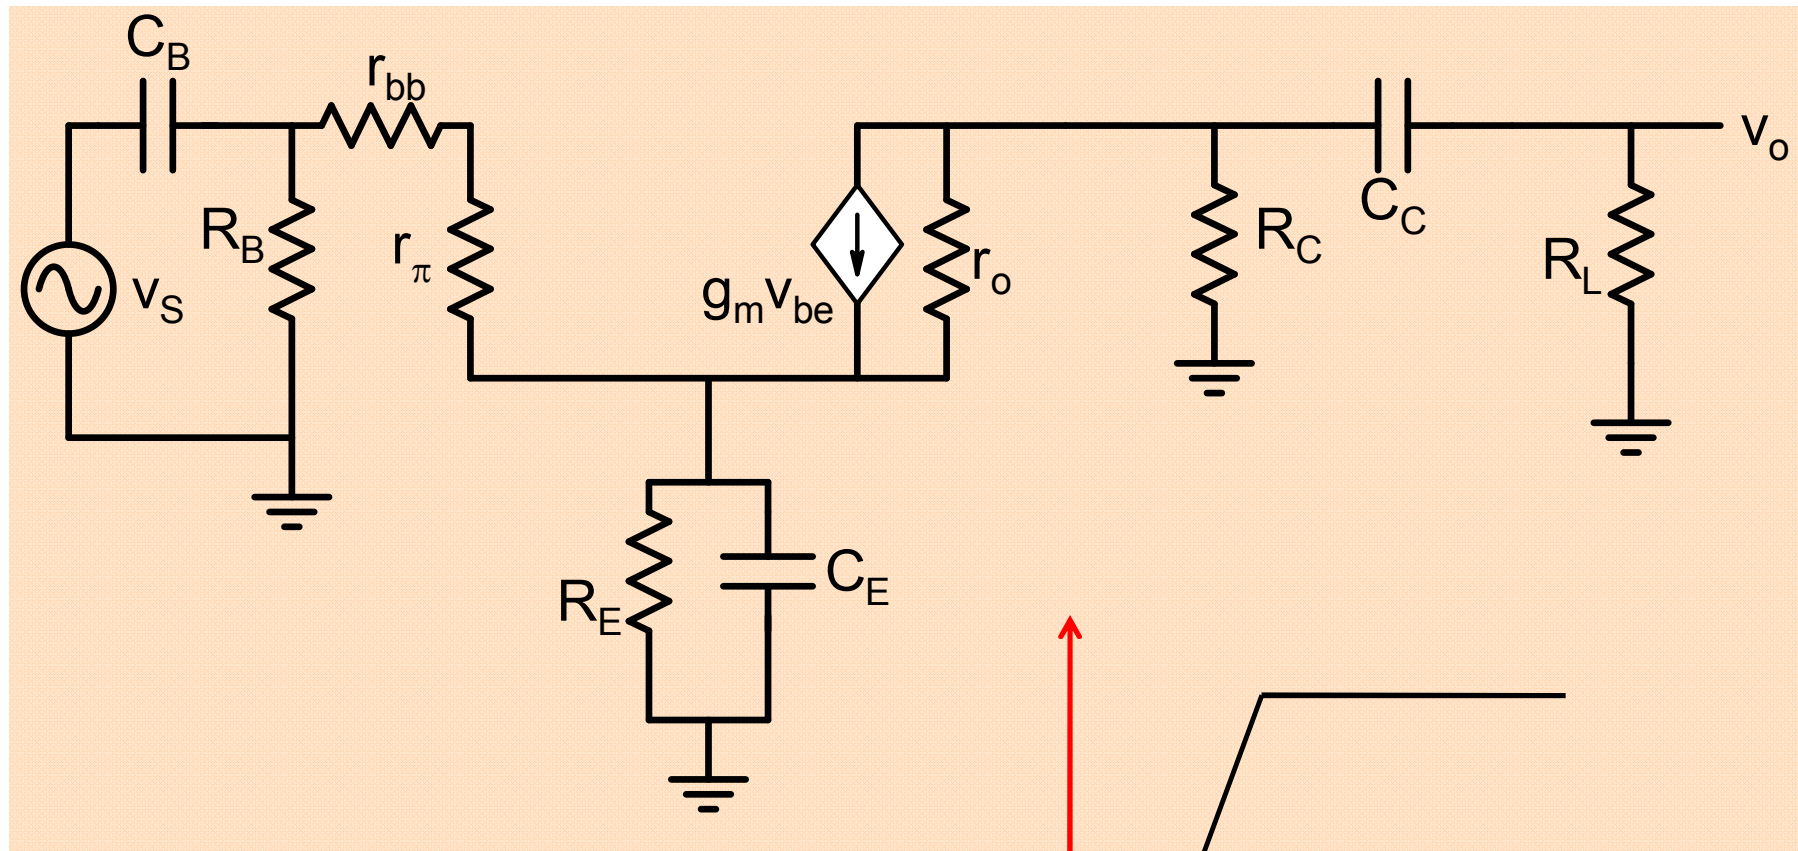 C_B
r_bb
v_o
R_B
r_π
v_S
g_m v_be
r_o
R_C
C_C
R_L
R_E
C_E